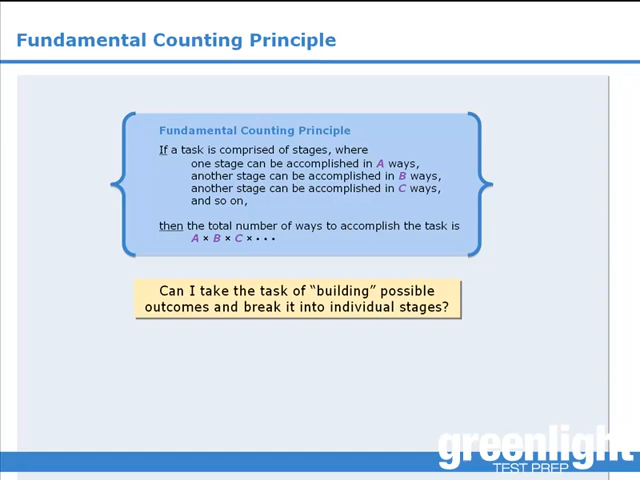 Fundamental Counting Principle
Fundamental Counting Principle
If a task is comprised of stages, where
one stage can be accomplished in A ways,
another stage can be accomplished in B ways,
another stage can be accomplished in C ways,
and so on,
then the total number of ways to accomplish the task is
A × B × C × • • •
Can I take the task of “building” possible
outcomes and break it into individual stages?
greenlight
TEST PREP